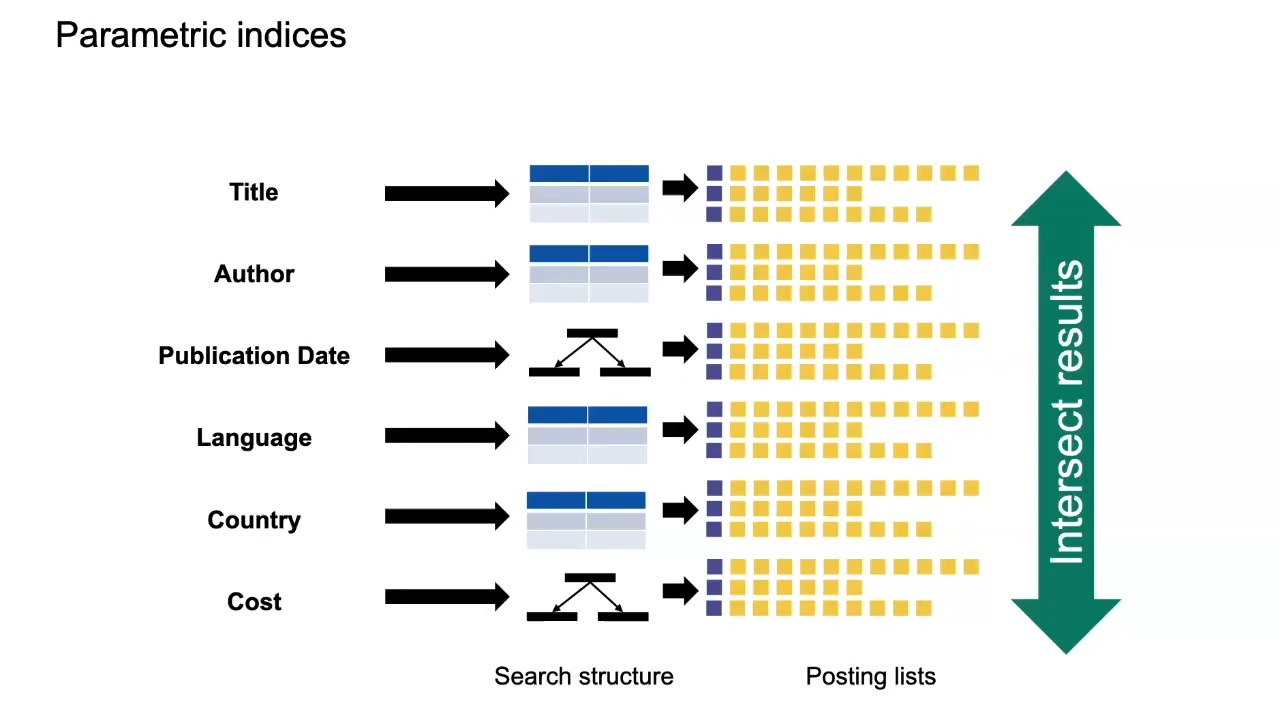 Parametric indices
Title
Author
Publication Date
Language
Country
Cost
Intersect results
Search structure
Posting lists